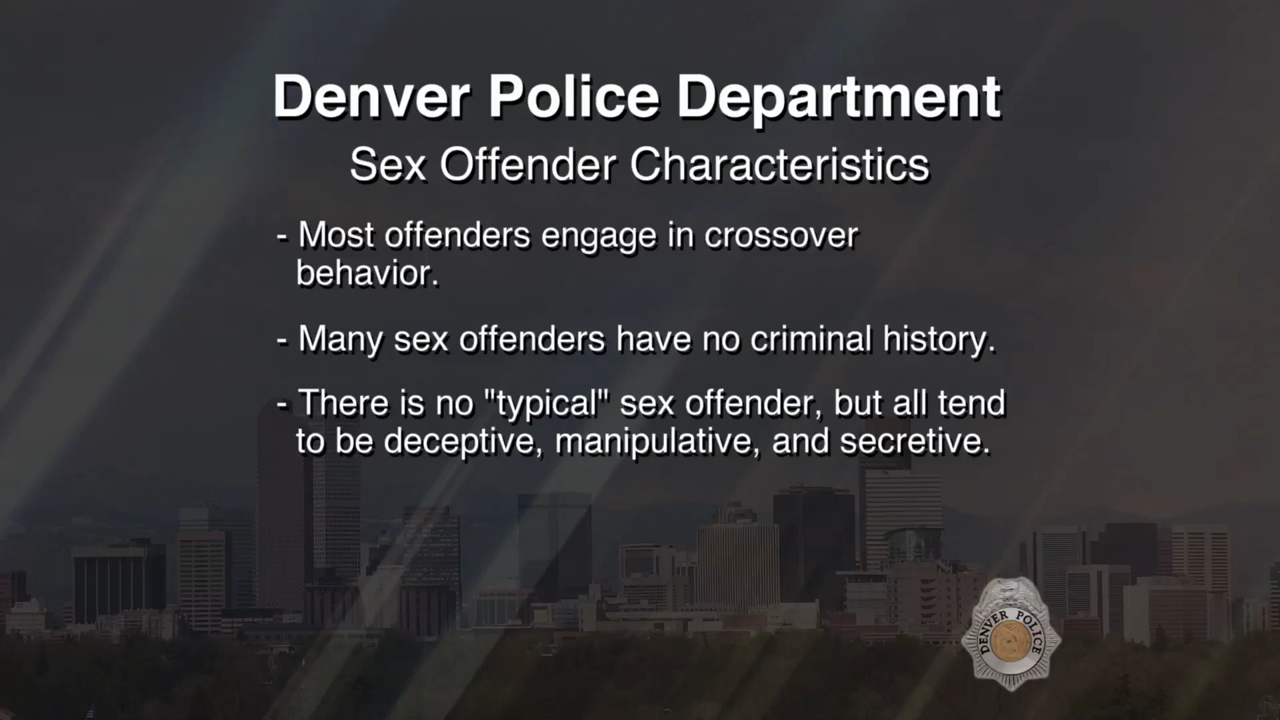 Denver Police Department
Sex Offender Characteristics
- Most offenders engage in crossover
behavior.
- Many sex offenders have no criminal history.
- There is no "typical" sex offender, but all tend
to be deceptive, manipulative, and secretive.
DENVER POLICE